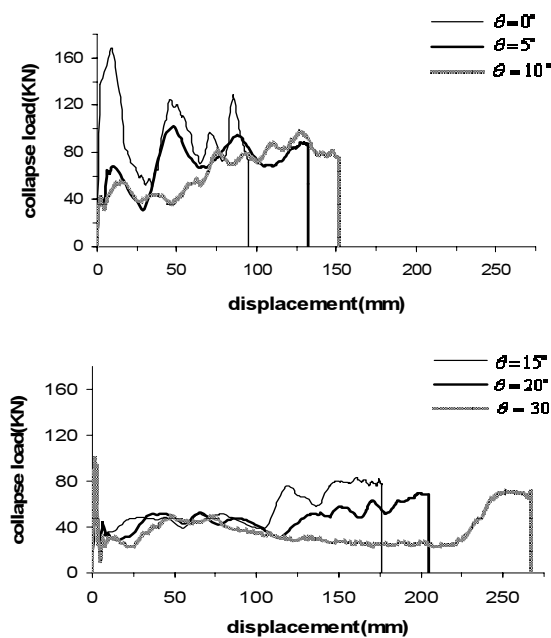 θ=0°
θ=5°
θ=10°
160
120
80
40
0
collapse load(KN)
0 50 100 150 200 250
displacement(mm)
θ=15°
θ=20°
θ=30
160
120
80
40
0
collapse load(KN)
0 50 100 150 200 250
displacement(mm)